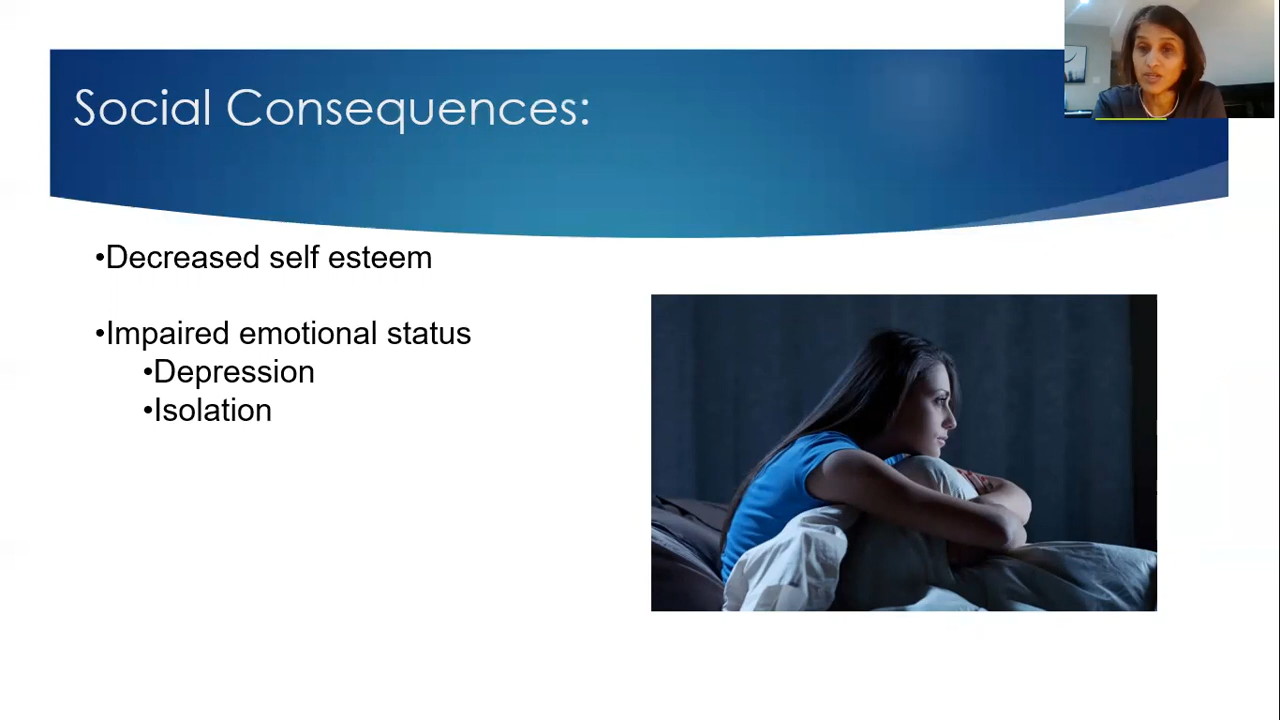 Social Consequences:
•Decreased self esteem
•Impaired emotional status
•Depression
•Isolation